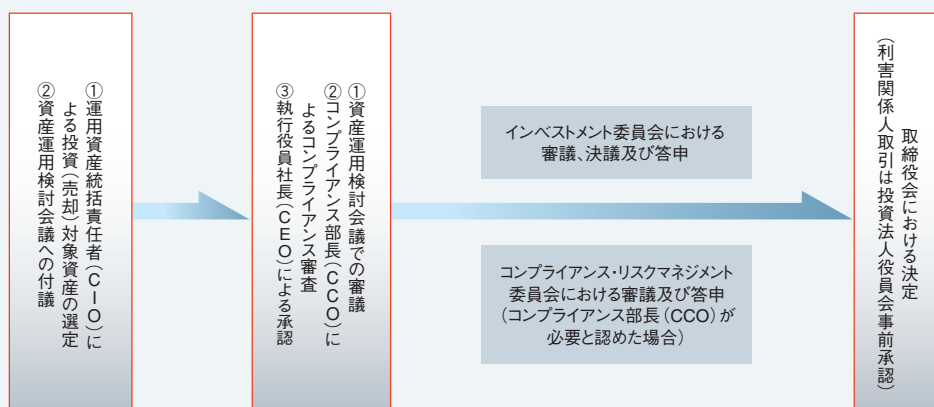 ①運用資産統括責任者（CIO）に
よる投資（売却）対象資産の選定
②資産運用検討会議への付議
①資産運用検討会議での審議
②コンプライアンス部長（CCO）に
よるコンプライアンス審査
③執行役員社長（CEO）による承認
インベストメント委員会における
審議、決議及び答申
コンプライアンス・リスクマネジメント
委員会における審議及び答申
（コンプライアンス部長（CCO）が
必要と認めた場合）
取締役会における決定
（利害関係人取引は投資法人役員会事前承認）